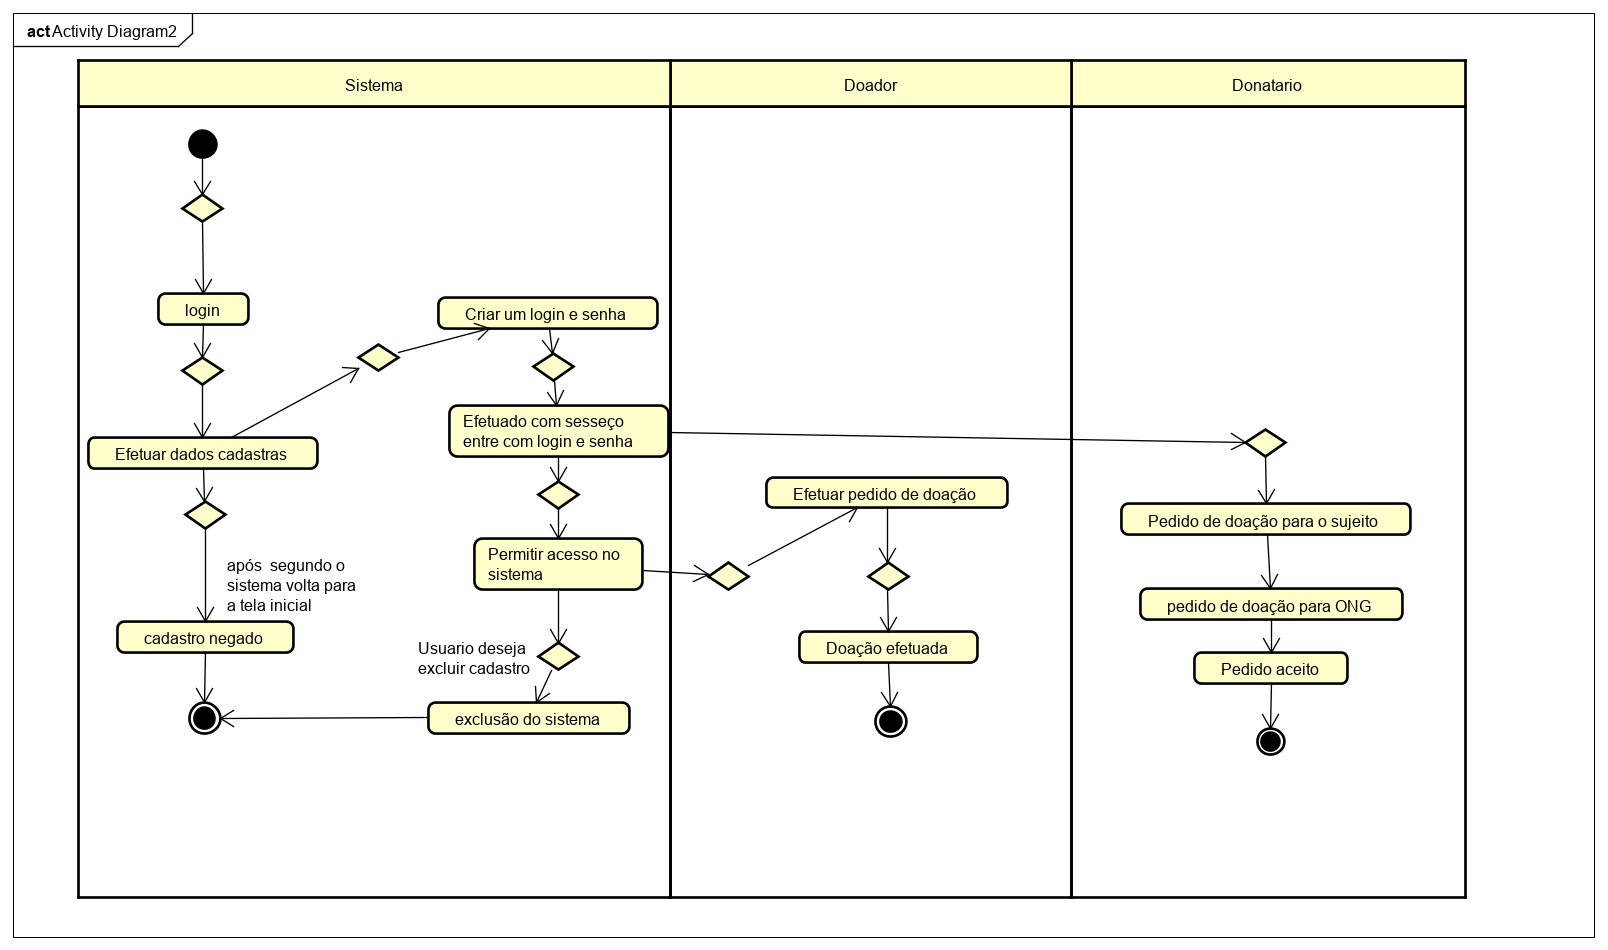 act Activity Diagram2
Sistema
Doador
Donatario
login
Criar um login e senha
Efetuado com sesseço
entre com login e senha
Efetuar dados cadastras
Efetuar pedido de doação
Pedido de doação para o sujeito
Permitir acesso no
sistema
após  segundo o
sistema volta para
a tela inicial
pedido de doação para ONG
cadastro negado
Usuario deseja
excluir cadastro
Doação efetuada
Pedido aceito
exclusão do sistema